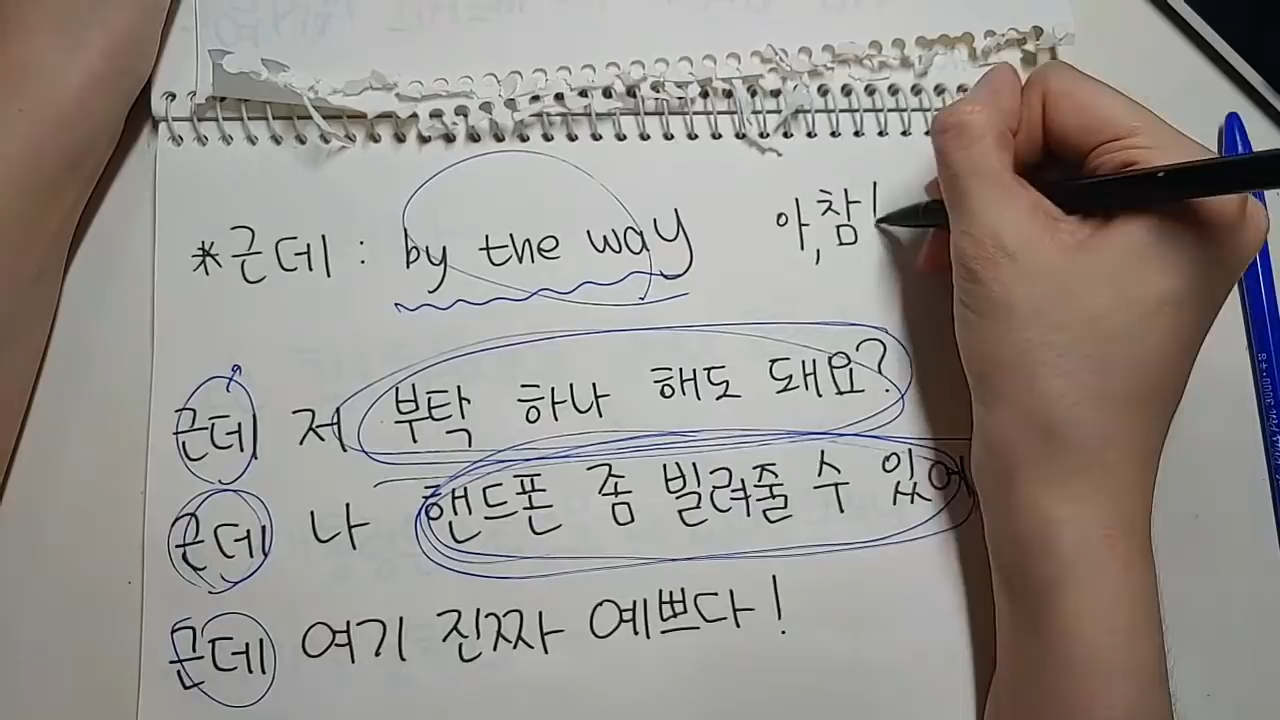 *근데 : by the way 아, 참!
근데 저 부탁 하나 해도 돼요?
근데 나 핸드폰 좀 빌려줄 수 있어
근데 여기 진짜 예쁘다!